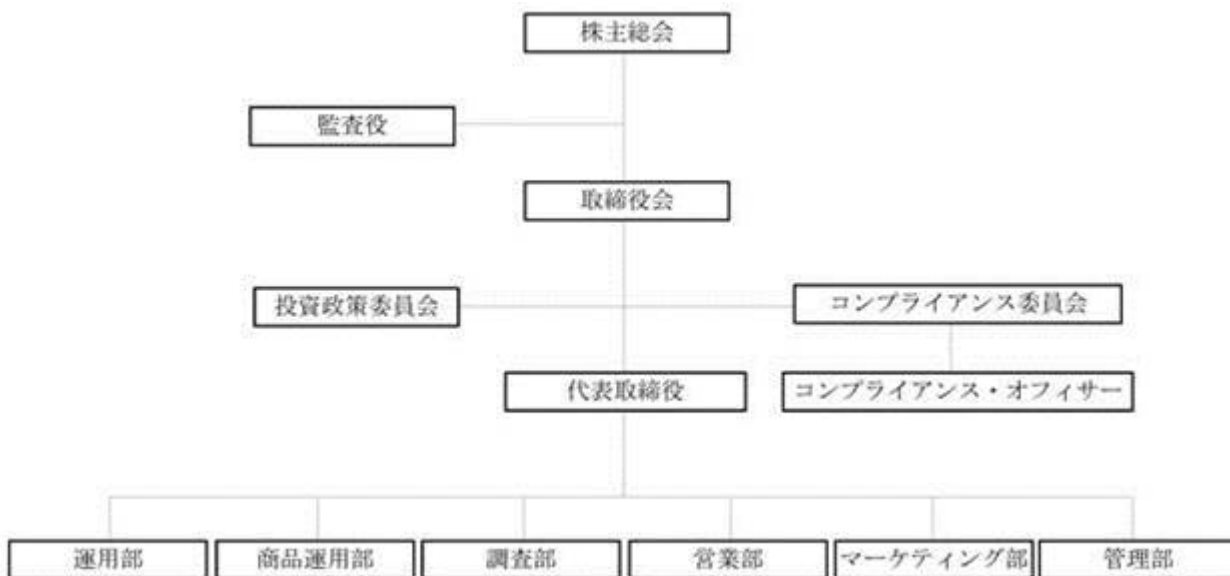 株主総会
監査役
取締役会
投資政策委員会
コンプライアンス委員会
代表取締役
コンプライアンス・オフィサー
運用部
商品運用部
調査部
営業部
マーケティング部
管理部